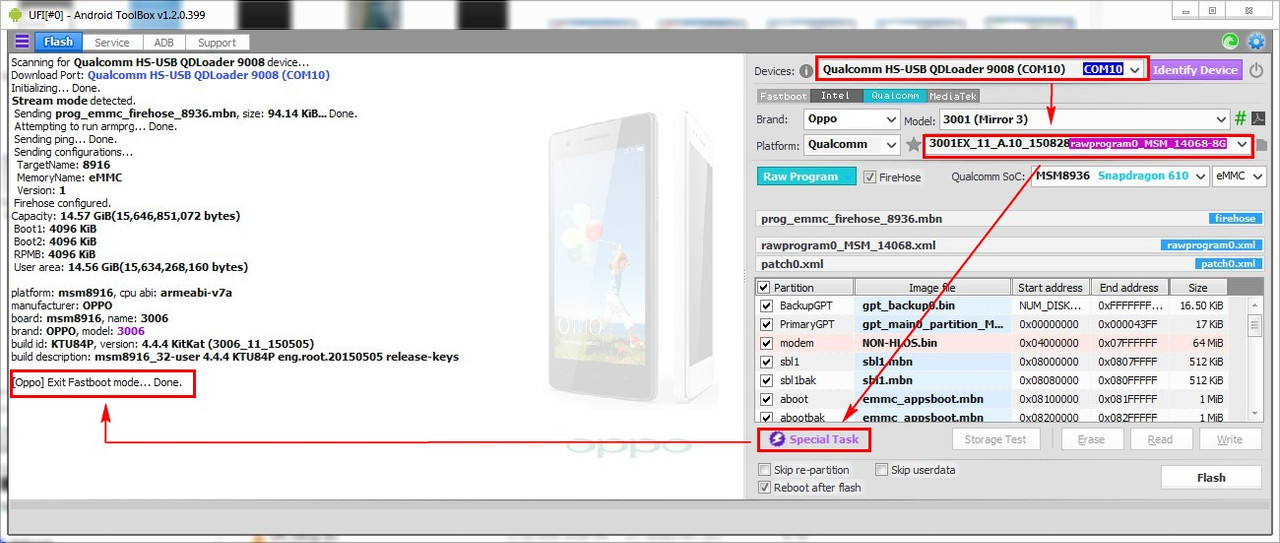 UFI[#0] - Android ToolBox v1.2.0.399
Flash Service ADB Support
Scanning for Qualcomm HS-USB QDLoader 9008 device...
Download Port: Qualcomm HS-USB QDLoader 9008 (COM10)
Initializing... Done.
Stream mode detected.
Sending prog_emmc_firehose_8936.mbn, size: 94.14 KiB... Done.
Attempting to run armprg... Done.
Sending ping... Done.
Sending configurations...
TargetName: 8916
MemoryName: eMMC
Version: 1
Firehose configured.
Capacity: 14.57 GiB(15,646,851,072 bytes)
Boot1: 4096 KiB
Boot2: 4096 KiB
RPMB: 4096 KiB
User area: 14.56 GiB(15,634,268,160 bytes)
platform: msm8916, cpu abi: armeabi-v7a
manufacturer: OPPO
board: msm8916, name: 3006
brand: OPPO, model: 3006
build id: KTU84P, version: 4.4.4 KitKat (3006_11_150505)
build description: msm8916_32-user 4.4.4 KTU84P eng.root.20150505 release-keys
[Oppo] Exit Fastboot mode... Done.
oppo
Devices: Qualcomm HS-USB QDLoader 9008 (COM10) COM10 Identify Device
Fastboot Intel Qualcomm MediaTek
Brand: Oppo Model: 3001 (Mirror 3) #
Platform: Qualcomm 3001EX_11_A.10_150828 rawprogram0_MSM_14068-8G
Raw Program FireHose Qualcomm SoC: MSM8936 Snapdragon 610 eMMC
prog_emmc_firehose_8936.mbn firehose
rawprogram0_MSM_14068.xml rawprogram0.xml
patch0.xml patch0.xml
Partition Image file Start address End address Size
BackupGPT gpt_backup0.bin NUM_DISK... 0xFFFFFFF... 16.50 KiB
PrimaryGPT gpt_main0_partition_M... 0x00000000 0x000043FF 17 KiB
modem NON-HLOS.bin 0x04000000 0x07FFFFFF 64 MiB
sbl1 sbl1.mbn 0x08000000 0x0807FFFF 512 KiB
sbl1bak sbl1.mbn 0x08080000 0x080FFFFF 512 KiB
aboot emmc_appsboot.mbn 0x08100000 0x081FFFFF 1 MiB
abootbak emmc_appsboot.mbn 0x08200000 0x082FFFFF 1 MiB
Special Task Storage Test Erase Read Write
Skip re-partition Skip userdata
Reboot after flash Flash